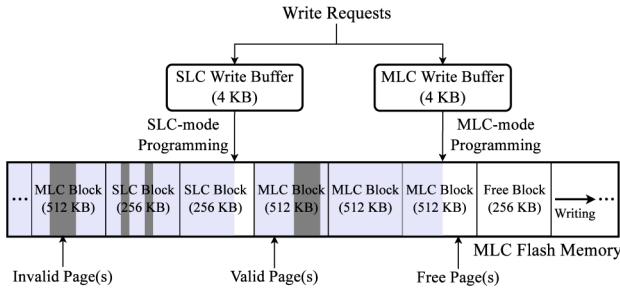 Write Requests
SLC Write Buffer
(4 KB)
MLC Write Buffer
(4 KB)
SLC-mode
Programming
MLC-mode
Programming
...
MLC Block
(512 KB)
SLC Block
(256 KB)
SLC Block
(256 KB)
MLC Block
(512 KB)
MLC Block
(512 KB)
MLC Block
(512 KB)
Free Block
(256 KB)
Writing
...
MLC Flash Memory
Invalid Page(s)
Valid Page(s)
Free Page(s)